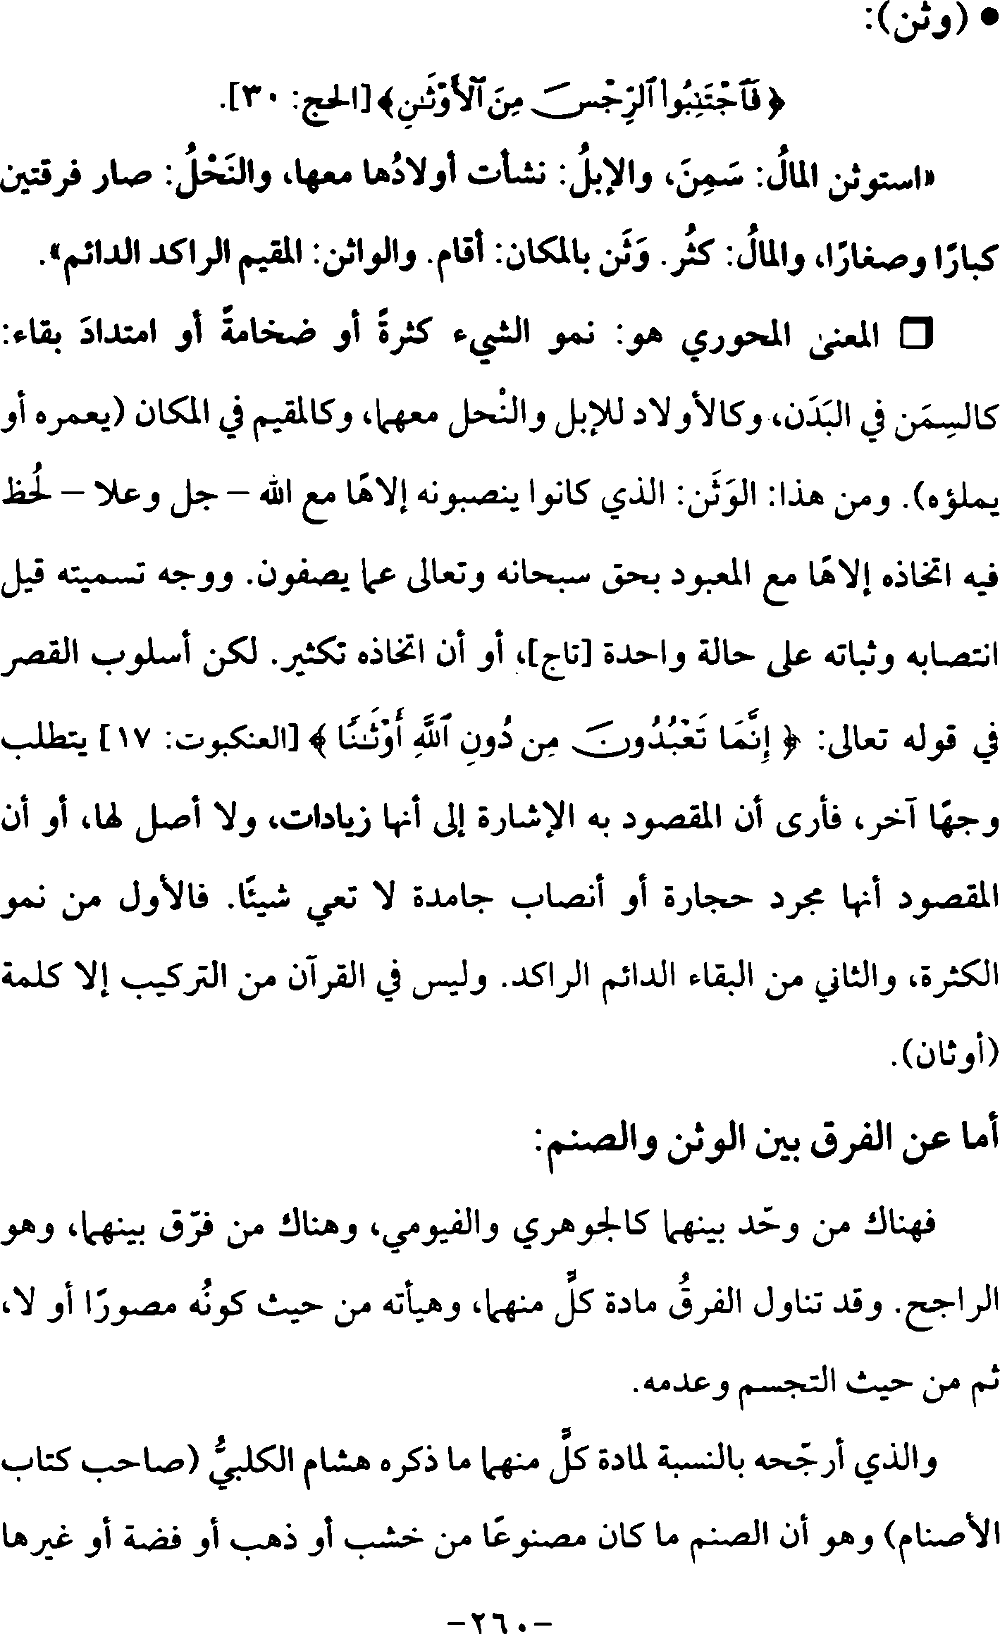 • (وثن):
﴿فَٱجْتَنِبُوا۟ ٱلرِّجْسَ مِنَ ٱلْأَوْثَٰنِ﴾ [الحج: ٣٠].
«استوثن المالُ: سَمِنَ، والإبلُ: نشأت أولادُها معها، والنَحْلُ: صار فرقتين
كبارًا وصغارًا، والمالُ: كثُر. وَثَن بالمكان: أقام. والواثن: المقيم الراكد الدائم».
❒ المعنى المحوري هو: نمو الشيء كثرةً أو ضخامةً أو امتدادَ بقاء:
كالسِمَن في البَدَن، وكالأولاد للإبل والنْحل معهما، وكالمقيم في المكان (يعمره أو
يملؤه). ومن هذا: الوَثَن: الذي كانوا ينصبونه إلاهًا مع الله – جل وعلا – لُحظ
فيه اتخاذه إلاهًا مع المعبود بحق سبحانه وتعالى عما يصفون. ووجه تسميته قيل
انتصابه وثباته على حالة واحدة [تاج]، أو أن اتخاذه تكثير. لكن أسلوب القصر
في قوله تعالى: ﴿إِنَّمَا تَعْبُدُونَ مِن دُونِ ٱللَّهِ أَوْثَٰنًا﴾ [العنكبوت: ١٧] يتطلب
وجهًا آخر، فأرى أن المقصود به الإشارة إلى أنها زيادات، ولا أصل لها، أو أن
المقصود أنها مجرد حجارة أو أنصاب جامدة لا تعي شيئًا. فالأول من نمو
الكثرة، والثاني من البقاء الدائم الراكد. وليس في القرآن من التركيب إلا كلمة
(أوثان).
أما عن الفرق بين الوثن والصنم:
فهناك من وحّد بينهما كالجوهري والفيومي، وهناك من فرّق بينهما، وهو
الراجح. وقد تناول الفرقُ مادة كلٍّ منهما، وهيأته من حيث كونُه مصورًا أو لا،
ثم من حيث التجسم وعدمه.
والذي أرجّحه بالنسبة لمادة كلٍّ منهما ما ذكره هشام الكلبيُّ (صاحب كتاب
الأصنام) وهو أن الصنم ما كان مصنوعًا من خشب أو ذهب أو فضة أو غيرها
-٢٦٠-